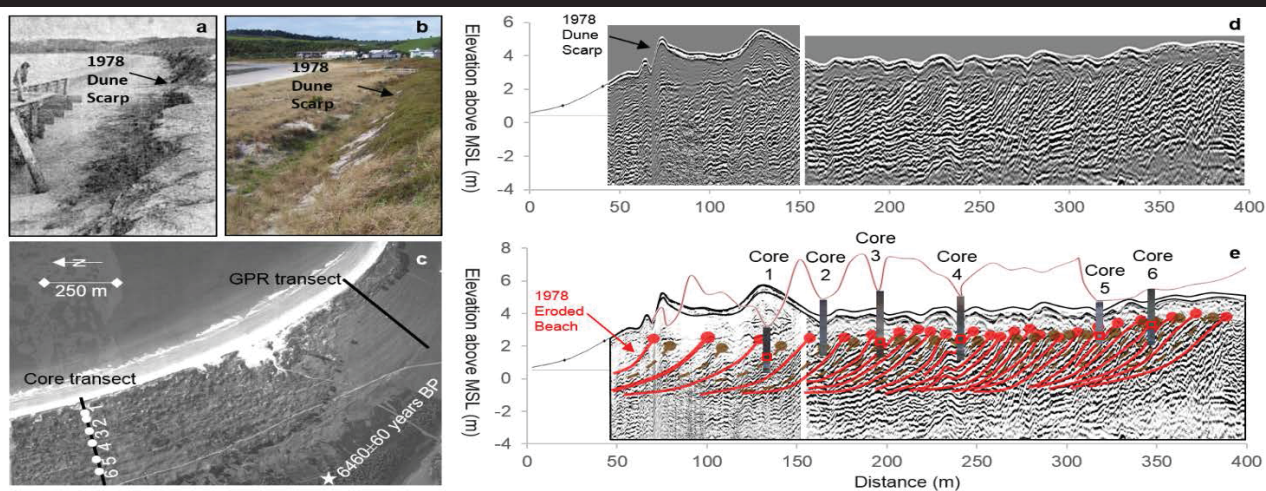 a
1978
Dune
Scarp
b
1978
Dune
Scarp
c
N
250 m
GPR transect
Core transect
6 5 4 3 2 1
6460±60 years BP
d
1978
Dune
Scarp
Elevation above MSL (m)
8
6
4
2
0
-2
-4
0 50 100 150 200 250 300 350 400
e
Core
1
Core
2
Core
3
Core
4
Core
5
Core
6
1978
Eroded
Beach
Elevation above MSL (m)
8
6
4
2
0
-2
-4
0 50 100 150 200 250 300 350 400
Distance (m)